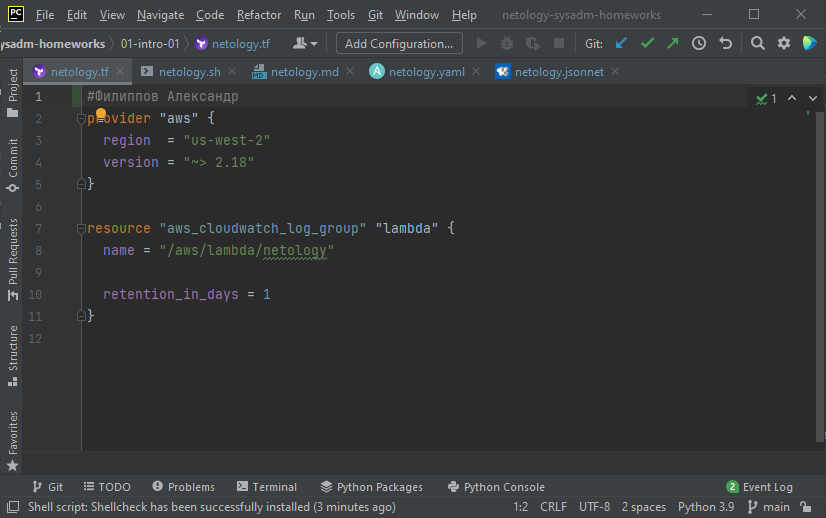 PC File Edit View Navigate Code Refactor Run Tools Git Window Help netology-sysadm-homeworks
sysadm-homeworks 01-intro-01 netology.tf Add Configuration... Git:
netology.tf netology.sh MD netology.md A netology.yaml netology.jsonnet
Project
Commit
Pull Requests
Structure
Favorites
1 #Филиппов Александр
2 provider "aws" {
3 region = "us-west-2"
4 version = "~> 2.18"
5 }
6
7 resource "aws_cloudwatch_log_group" "lambda" {
8 name = "/aws/lambda/netology"
9
10 retention_in_days = 1
11 }
12
1
Git TODO Problems Terminal Python Packages Python Console 2 Event Log
Shell script: Shellcheck has been successfully installed (3 minutes ago) 1:2 CRLF UTF-8 2 spaces Python 3.9 main